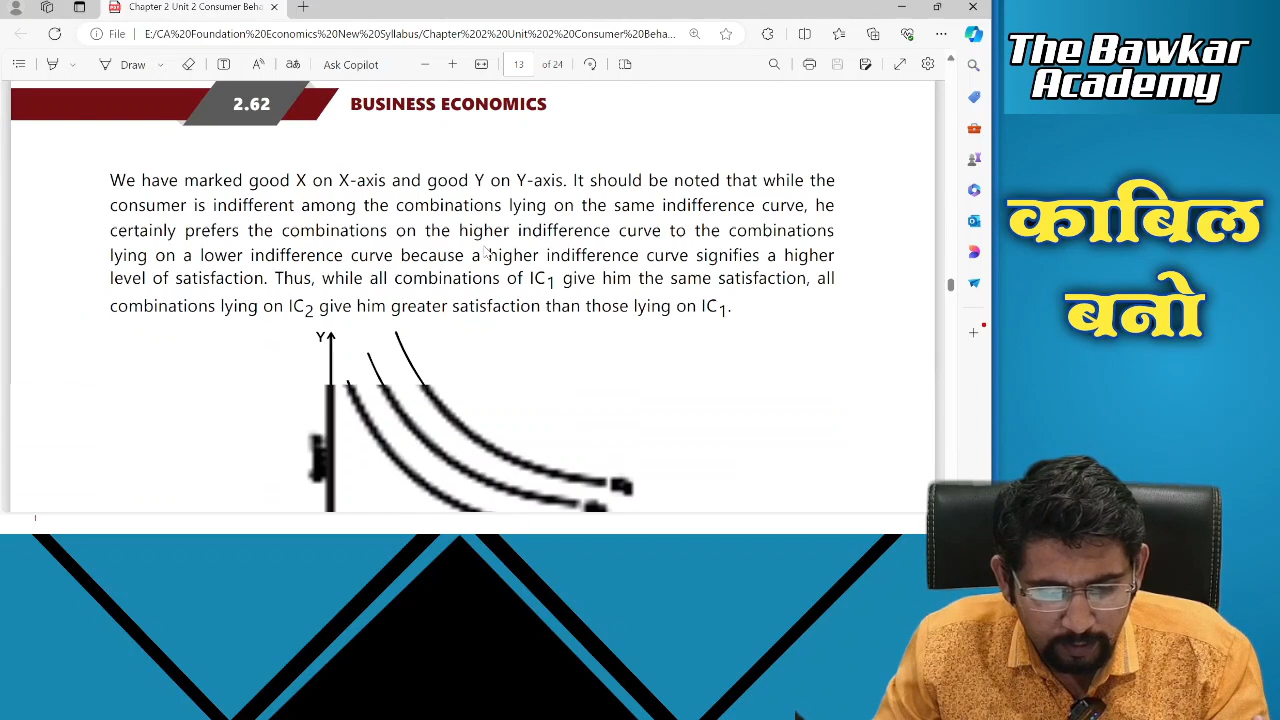 Chapter 2 Unit 2 Consumer Beha
File
E:/CA%20Foundation%20Economics%20New%20Syllabus/Chapter%202%20Unit%202%20Consumer%20Beha...
Draw
Ask Copilot
13
of 24
2.62
BUSINESS ECONOMICS
We have marked good X on X-axis and good Y on Y-axis. It should be noted that while the
consumer is indifferent among the combinations lying on the same indifference curve, he
certainly prefers the combinations on the higher indifference curve to the combinations
lying on a lower indifference curve because a higher indifference curve signifies a higher
level of satisfaction. Thus, while all combinations of IC1 give him the same satisfaction, all
combinations lying on IC2 give him greater satisfaction than those lying on IC1.
Y
The Bawkar
Academy
काबिल
बनो